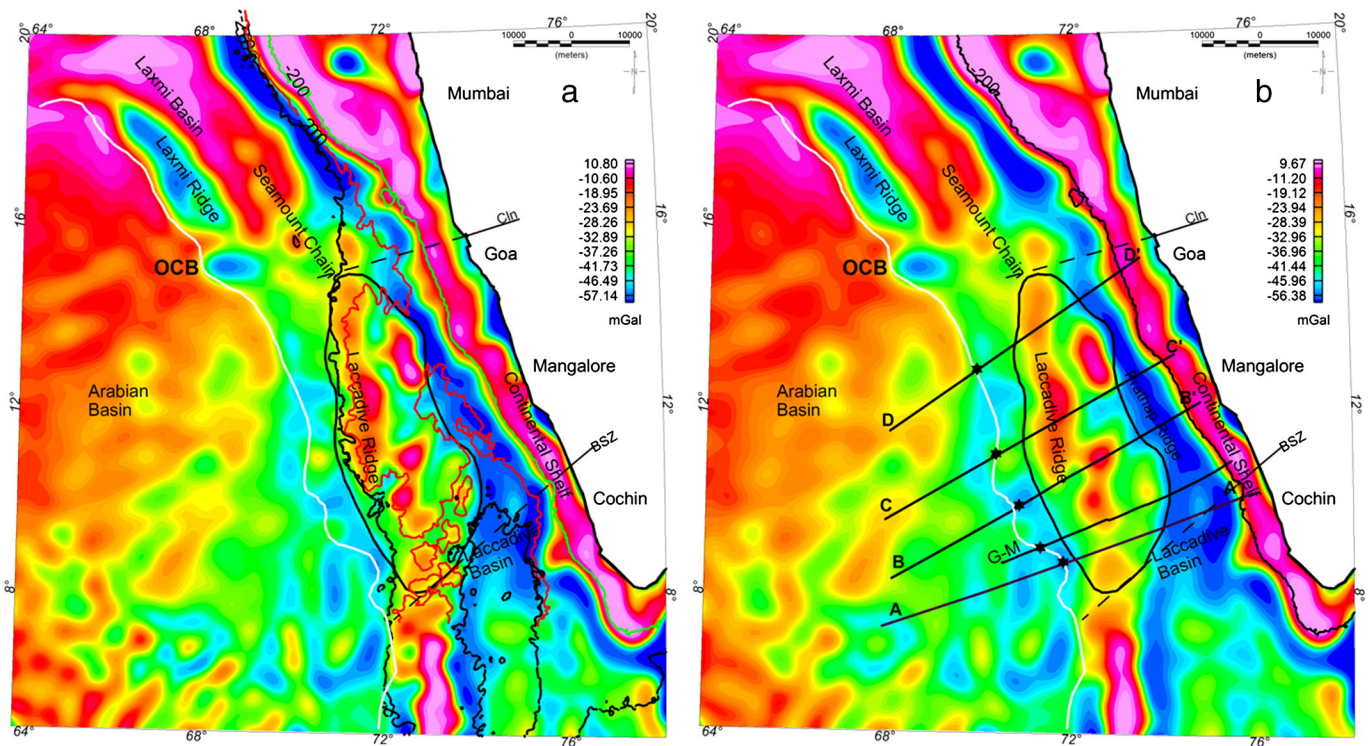 20°
64°
68°
72°
76°
20°
10000 0 10000
(meters)
N
a
Mumbai
Laxmi Basin
Laxmi Ridge
Seamount Chain
-200
10.80
-10.60
-18.95
-23.69
-28.26
-32.89
-37.26
-41.73
-46.49
-57.14
mGal
16°
16°
Cln
Goa
OCB
Mangalore
Arabian
Basin
Laccadive Ridge
Continental Shelf
12°
12°
BSZ
Cochin
Laccadive
Basin
8°
8°
64°
68°
72°
76°
20°
64°
68°
72°
76°
20°
10000 0 10000
(meters)
N
b
Mumbai
Laxmi Basin
Laxmi Ridge
Seamount Chain
-200
9.67
-11.20
-19.12
-23.94
-28.39
-32.96
-36.96
-41.44
-45.96
-56.38
mGal
16°
16°
Cln
Goa
D'
OCB
Mangalore
C'
Arabian
Basin
Laccadive Ridge
Prathap Ridge
Continental Shelf
B'
12°
12°
D
BSZ
A'
Cochin
C
G-M
Laccadive
Basin
B
A
8°
8°
64°
68°
72°
76°